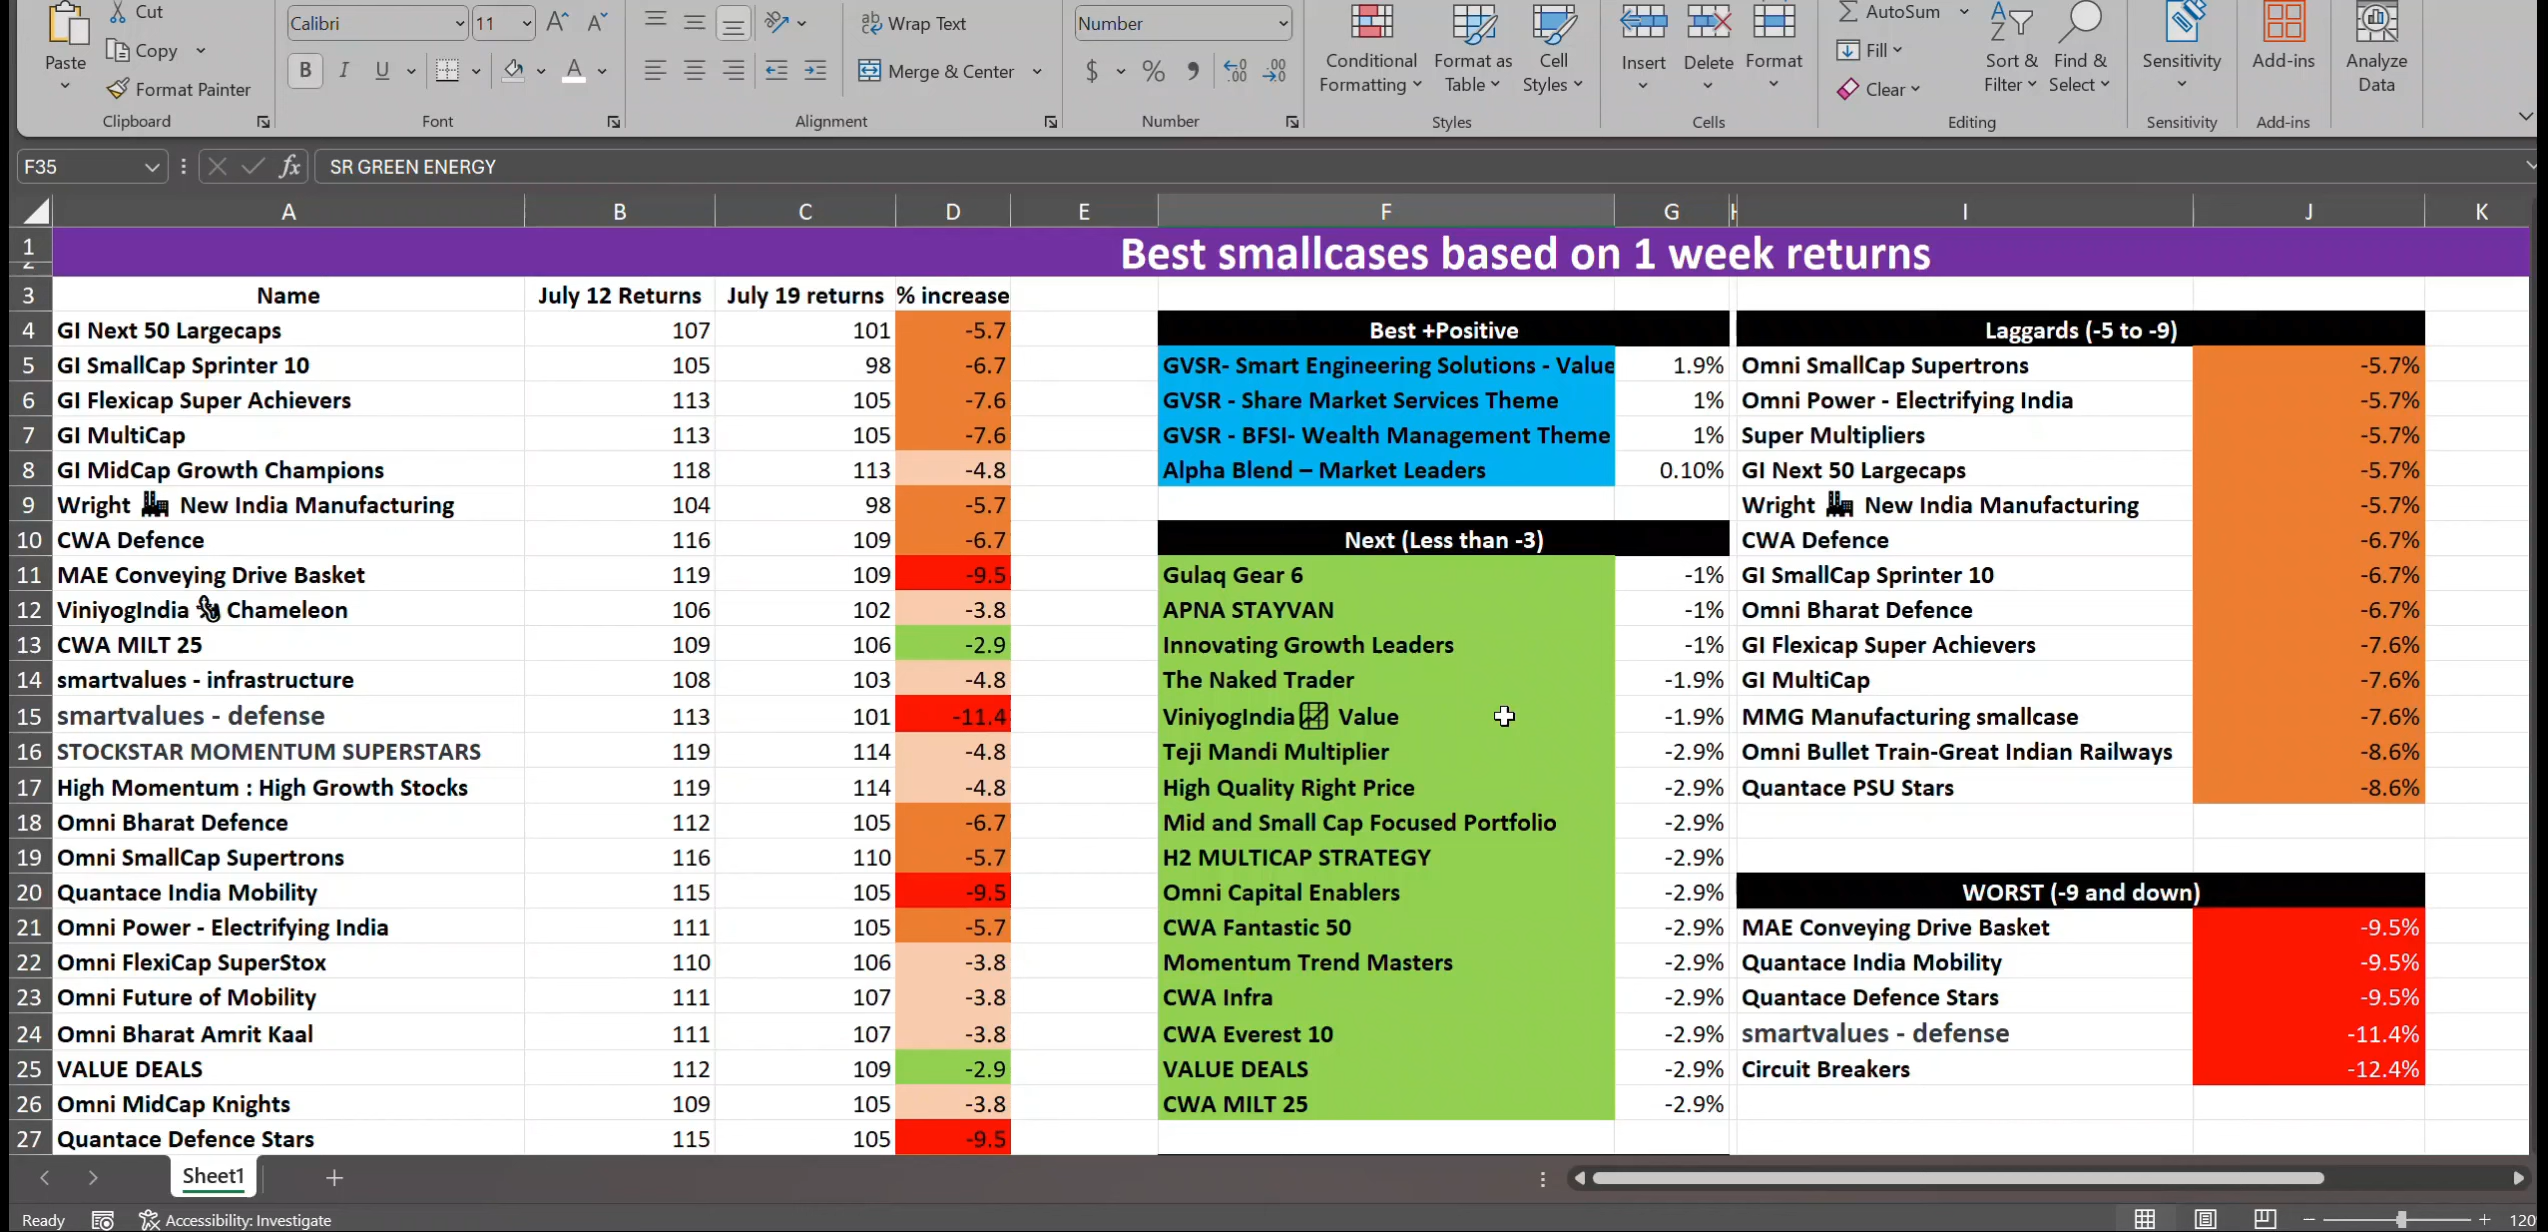 Cut
Copy
Format Painter
Paste
Clipboard
Calibri 11
B I U
Font
Wrap Text
Merge & Center
Alignment
Number
$ %
Number
Conditional Formatting
Format as Table
Cell Styles
Styles
Insert Delete Format
Cells
AutoSum
Fill
Clear
Sort & Filter
Find & Select
Editing
Sensitivity
Sensitivity
Add-ins
Add-ins
Analyze Data
F35 fx SR GREEN ENERGY
A B C D E F G H I J K
1 Best smallcases based on 1 week returns
2
3 Name July 12 Returns July 19 returns % increase
4 GI Next 50 Largecaps 107 101 -5.7 Best +Positive Laggards (-5 to -9)
5 GI SmallCap Sprinter 10 105 98 -6.7 GVSR- Smart Engineering Solutions - Value 1.9% Omni SmallCap Supertrons -5.7%
6 GI Flexicap Super Achievers 113 105 -7.6 GVSR - Share Market Services Theme 1% Omni Power - Electrifying India -5.7%
7 GI MultiCap 113 105 -7.6 GVSR - BFSI- Wealth Management Theme 1% Super Multipliers -5.7%
8 GI MidCap Growth Champions 118 113 -4.8 Alpha Blend – Market Leaders 0.10% GI Next 50 Largecaps -5.7%
9 Wright New India Manufacturing 104 98 -5.7 Wright New India Manufacturing -5.7%
10 CWA Defence 116 109 -6.7 Next (Less than -3) CWA Defence -6.7%
11 MAE Conveying Drive Basket 119 109 -9.5 Gulaq Gear 6 -1% GI SmallCap Sprinter 10 -6.7%
12 ViniyogIndia Chameleon 106 102 -3.8 APNA STAYVAN -1% Omni Bharat Defence -6.7%
13 CWA MILT 25 109 106 -2.9 Innovating Growth Leaders -1% GI Flexicap Super Achievers -7.6%
14 smartvalues - infrastructure 108 103 -4.8 The Naked Trader -1.9% GI MultiCap -7.6%
15 smartvalues - defense 113 101 -11.4 ViniyogIndia Value -1.9% MMG Manufacturing smallcase -7.6%
16 STOCKSTAR MOMENTUM SUPERSTARS 119 114 -4.8 Teji Mandi Multiplier -2.9% Omni Bullet Train-Great Indian Railways -8.6%
17 High Momentum : High Growth Stocks 119 114 -4.8 High Quality Right Price -2.9% Quantace PSU Stars -8.6%
18 Omni Bharat Defence 112 105 -6.7 Mid and Small Cap Focused Portfolio -2.9%
19 Omni SmallCap Supertrons 116 110 -5.7 H2 MULTICAP STRATEGY -2.9%
20 Quantace India Mobility 115 105 -9.5 Omni Capital Enablers -2.9% WORST (-9 and down)
21 Omni Power - Electrifying India 111 105 -5.7 CWA Fantastic 50 -2.9% MAE Conveying Drive Basket -9.5%
22 Omni FlexiCap SuperStox 110 106 -3.8 Momentum Trend Masters -2.9% Quantace India Mobility -9.5%
23 Omni Future of Mobility 111 107 -3.8 CWA Infra -2.9% Quantace Defence Stars -9.5%
24 Omni Bharat Amrit Kaal 111 107 -3.8 CWA Everest 10 -2.9% smartvalues - defense -11.4%
25 VALUE DEALS 112 109 -2.9 VALUE DEALS -2.9% Circuit Breakers -12.4%
26 Omni MidCap Knights 109 105 -3.8 CWA MILT 25 -2.9%
27 Quantace Defence Stars 115 105 -9.5
Sheet1
Ready Accessibility: Investigate 120